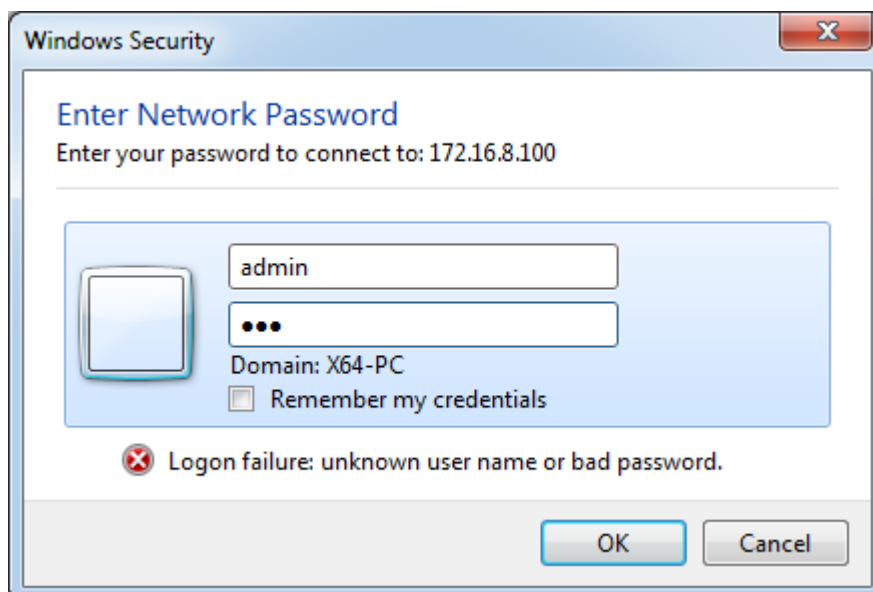 Windows Security
Enter Network Password
Enter your password to connect to: 172.16.8.100
admin
●●●
Domain: X64-PC
Remember my credentials
Logon failure: unknown user name or bad password.
OK
Cancel